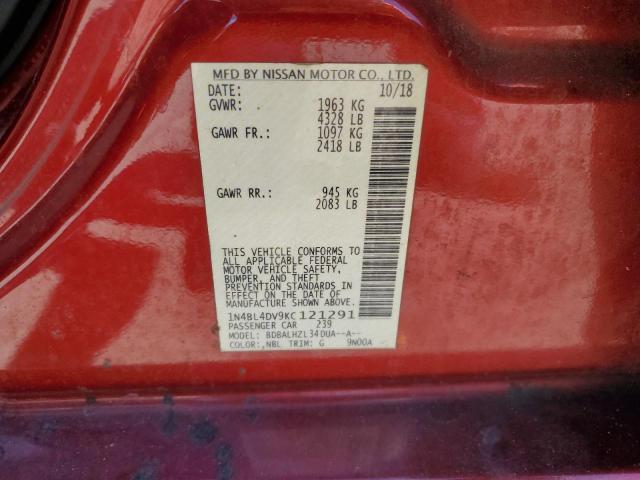 MFD BY NISSAN MOTOR CO., LTD.
DATE: 10/18
GVWR: 1963 KG
4328 LB
GAWR FR.: 1097 KG
2418 LB
GAWR RR.: 945 KG
2083 LB
THIS VEHICLE CONFORMS TO
ALL APPLICABLE FEDERAL
MOTOR VEHICLE SAFETY,
BUMPER, AND THEFT
PREVENTION STANDARDS
IN EFFECT ON THE DATE OF
MANUFACTURE SHOWN ABOVE.
1N4BL4DV9KC121291
PASSENGER CAR 239
MODEL: BDBALHZL34DUA--A--
COLOR:,NBL TRIM: G 9N00A